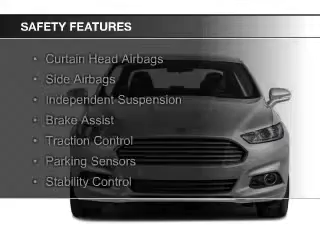 SAFETY FEATURES
• Curtain Head Airbags
• Side Airbags
• Independent Suspension
• Brake Assist
• Traction Control
• Parking Sensors
• Stability Control